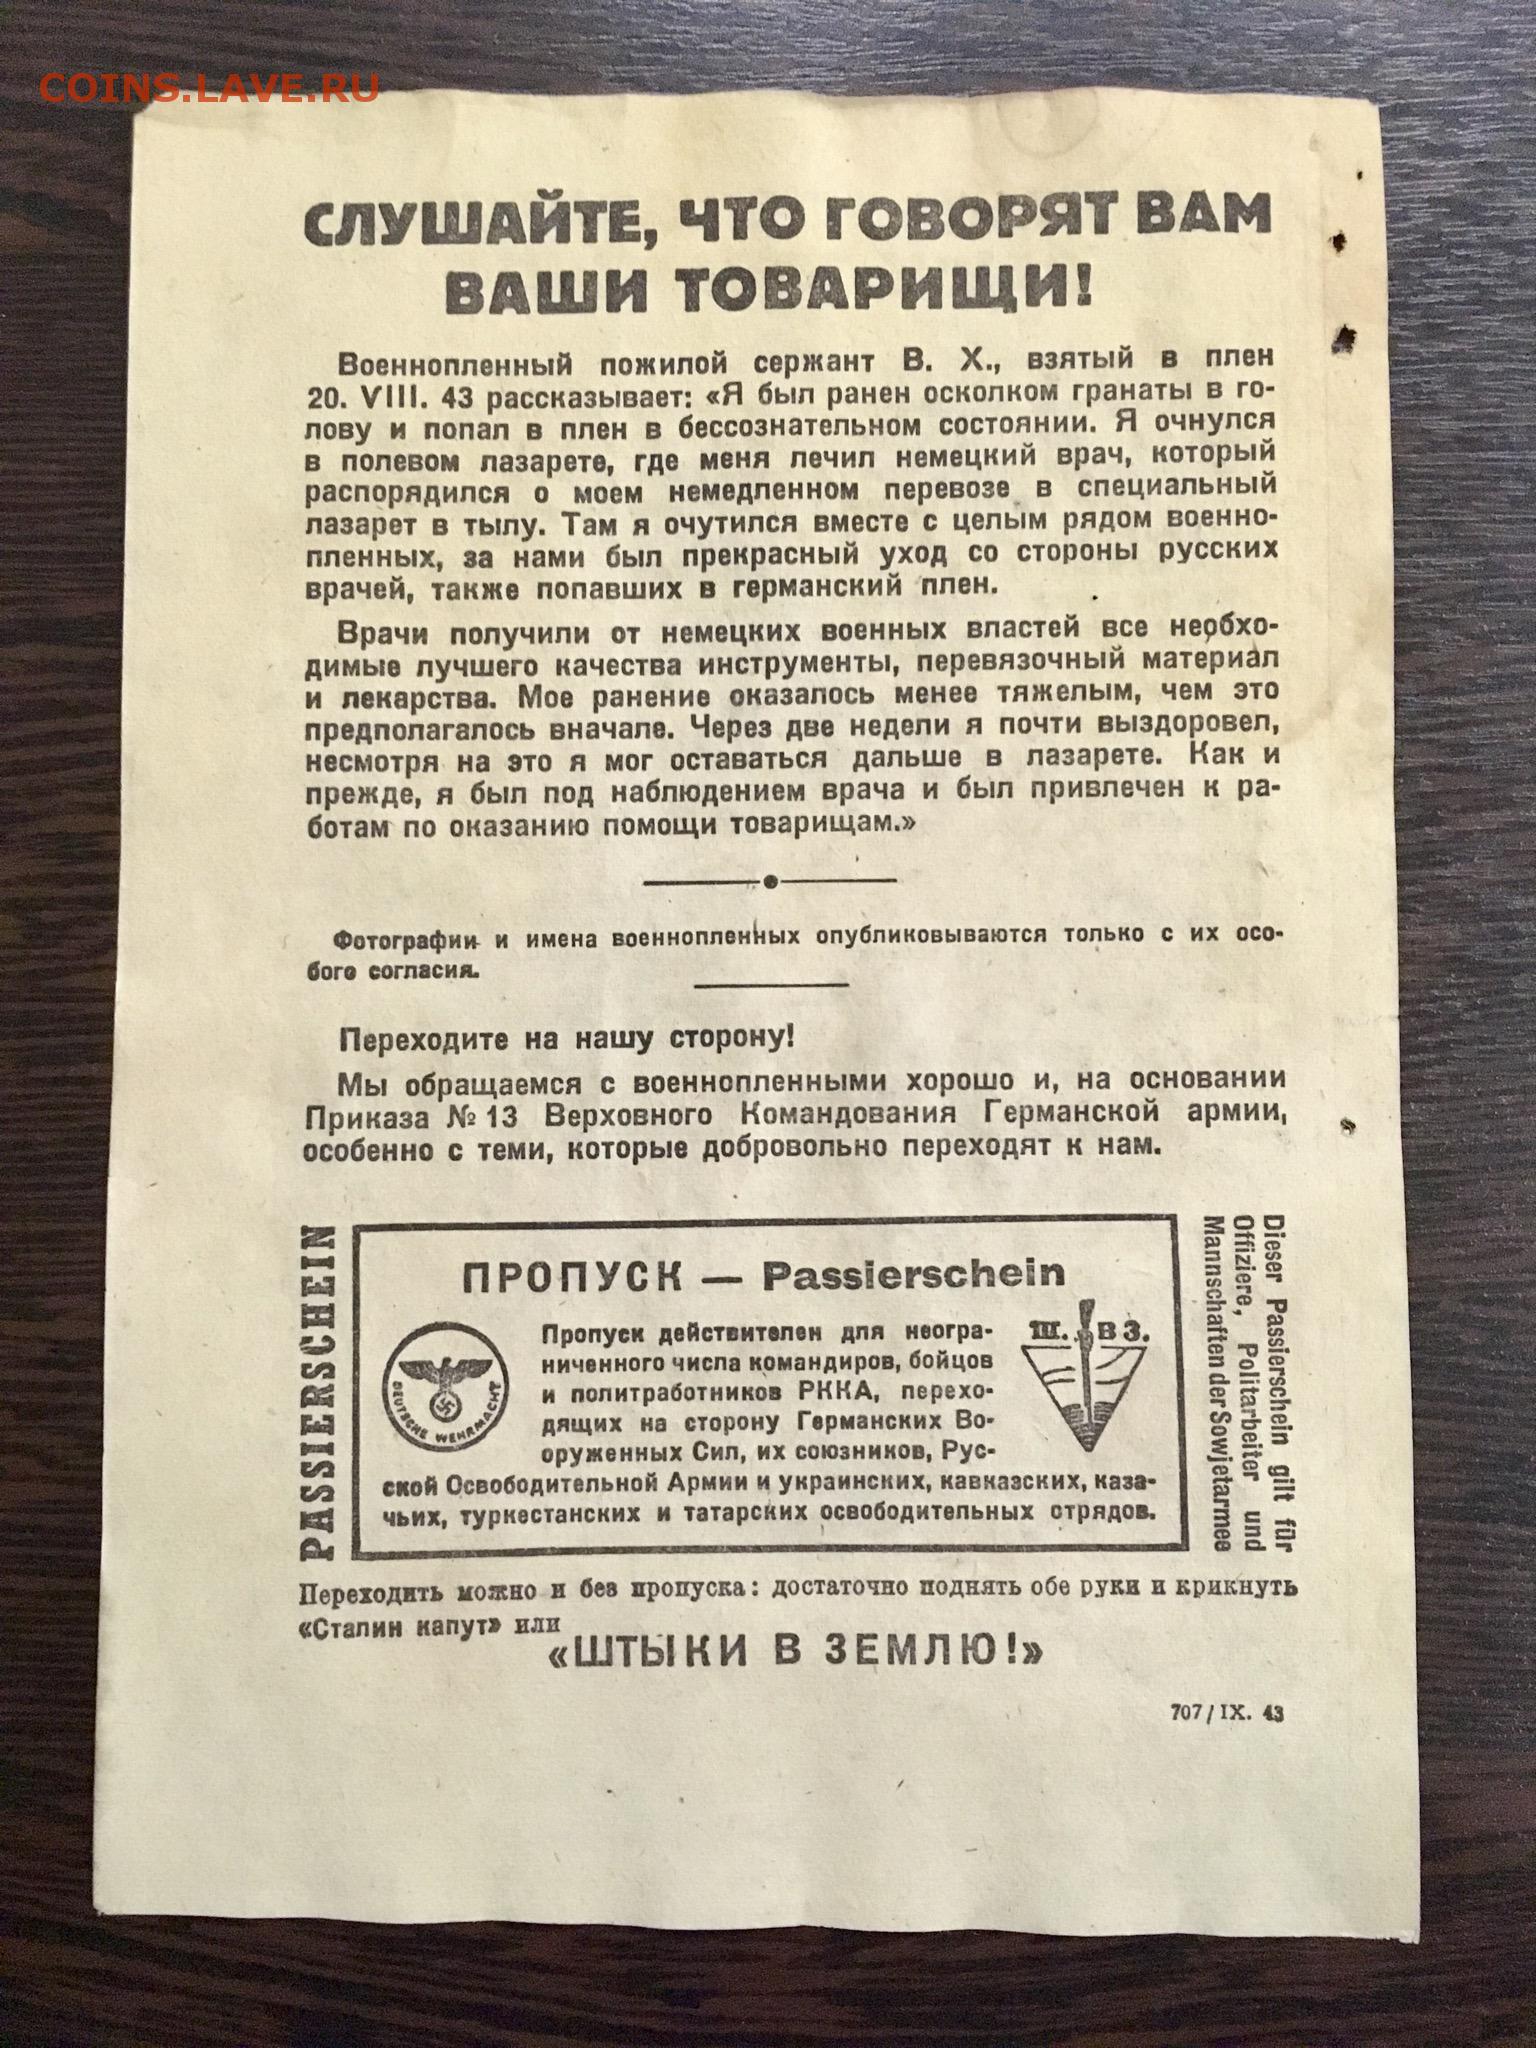 COINS.LAVE.RU
СЛУШАЙТЕ, ЧТО ГОВОРЯТ ВАМ
ВАШИ ТОВАРИЩИ!
Военнопленный пожилой сержант В. Х., взятый в плен
20. VIII. 43 рассказывает: «Я был ранен осколком гранаты в го-
лову и попал в плен в бессознательном состоянии. Я очнулся
в полевом лазарете, где меня лечил немецкий врач, который
распорядился о моем немедленном перевозе в специальный
лазарет в тылу. Там я очутился вместе с целым рядом военно-
пленных, за нами был прекрасный уход со стороны русских
врачей, также попавших в германский плен.
Врачи получили от немецких военных властей все необхо-
димые лучшего качества инструменты, перевязочный материал
и лекарства. Мое ранение оказалось менее тяжелым, чем это
предполагалось вначале. Через две недели я почти выздоровел,
несмотря на это я мог оставаться дальше в лазарете. Как и
прежде, я был под наблюдением врача и был привлечен к ра-
ботам по оказанию помощи товарищам.»
Фотографии и имена военнопленных опубликовываются только с их осо-
бого согласия.
Переходите на нашу сторону!
Мы обращаемся с военнопленными хорошо и, на основании
Приказа № 13 Верховного Командования Германской армии,
особенно с теми, которые добровольно переходят к нам.
PASSIERSCHEIN
ПРОПУСК — Passierschein
DEUTSCHE WEHRMACHT
Ш. В З.
Пропуск действителен для неогра-
ниченного числа командиров, бойцов
и политработников РККА, перехо-
дящих на сторону Германских Во-
оруженных Сил, их союзников, Рус-
ской Освободительной Армии и украинских, кавказских, каза-
чьих, туркестанских и татарских освободительных отрядов.
Dieser Passierschein gilt für
Offiziere, Politarbeiter und
Mannschaften der Sowjetarmee
Переходить можно и без пропуска: достаточно поднять обе руки и крикнуть
«Сталин капут» или
«ШТЫКИ В ЗЕМЛЮ!»
707 / IX. 43